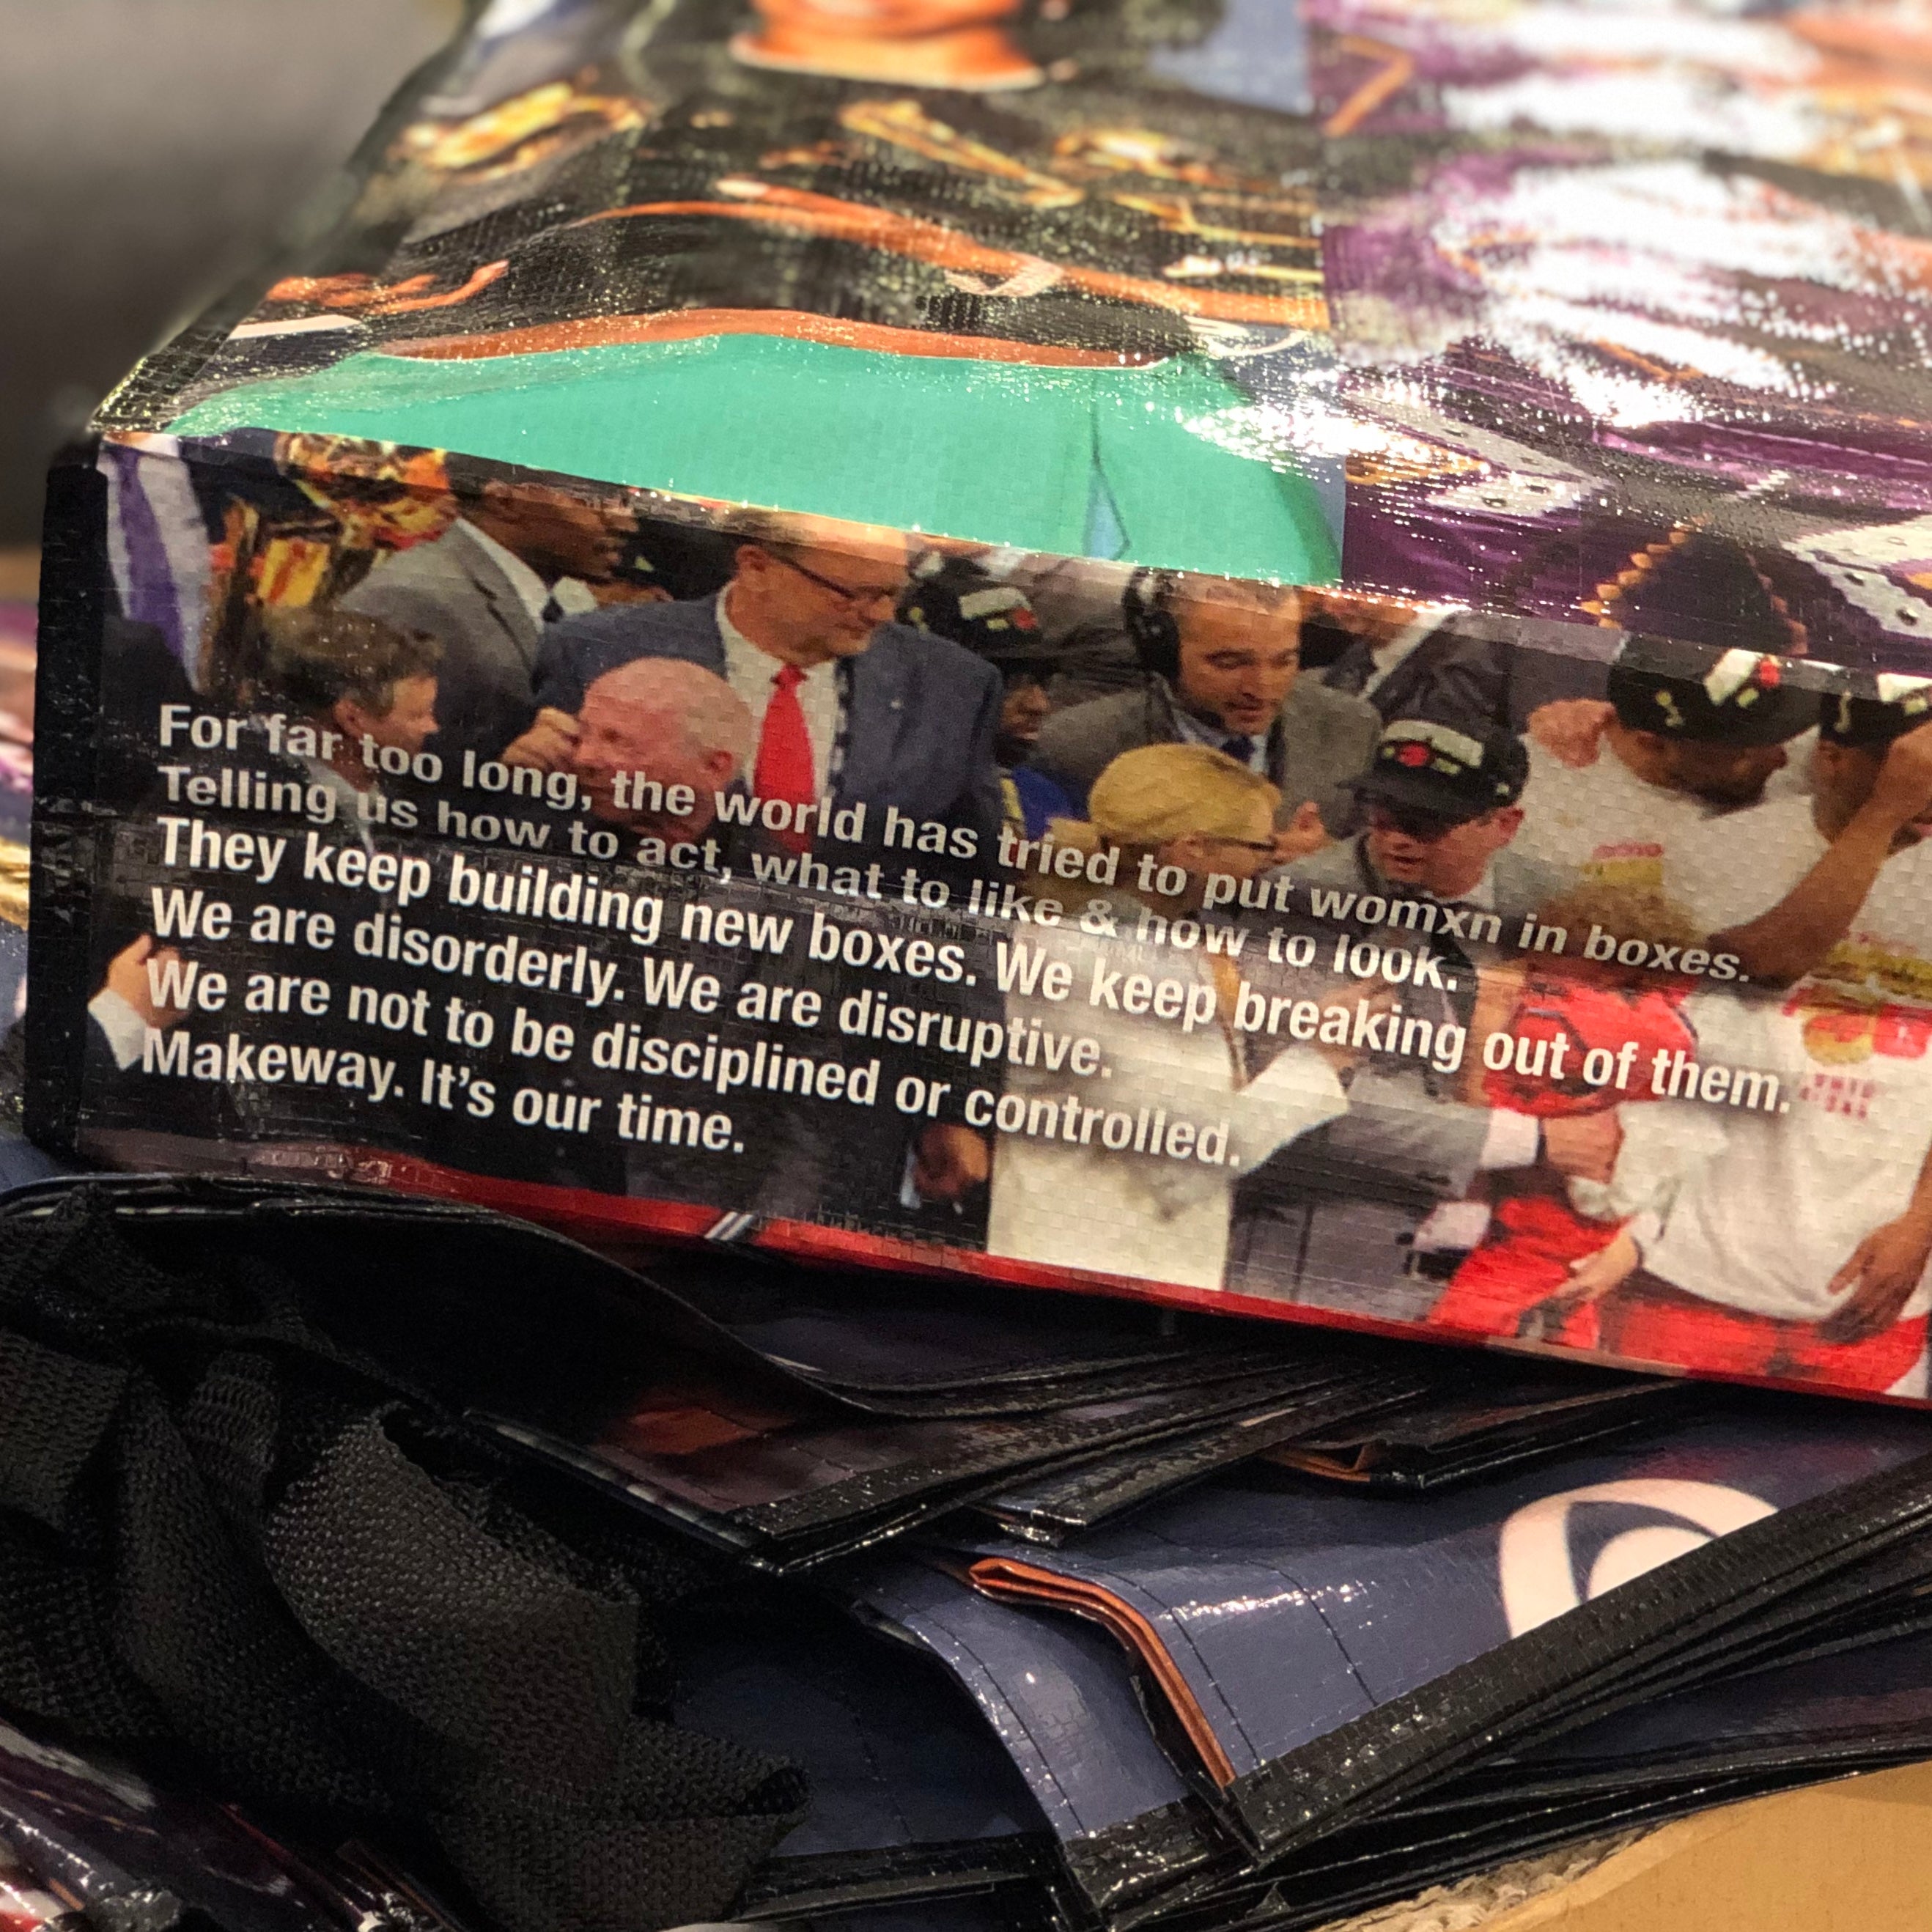 For far too long, the world has tried to put womxn in boxes.
Telling us how to act, what to like & how to look.
They keep building new boxes. We keep breaking out of them.
We are disorderly. We are disruptive.
We are not to be disciplined or controlled.
Makeway. It's our time.